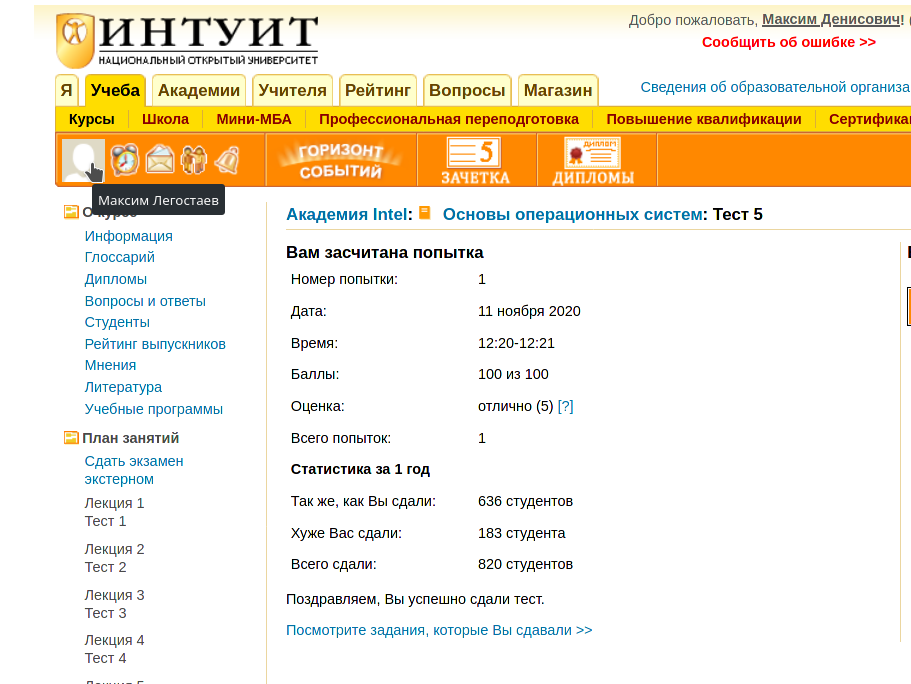 ИНТУИТ
НАЦИОНАЛЬНЫЙ ОТКРЫТЫЙ УНИВЕРСИТЕТ
Добро пожаловать, Максим Денисович! (
Сообщить об ошибке >>
Сведения об образовательной организа
Я Учеба Академии Учителя Рейтинг Вопросы Магазин
Курсы Школа Мини-МБА Профессиональная переподготовка Повышение квалификации Сертифика
ГОРИЗОНТ
СОБЫТИЙ
5
ЗАЧЕТКА
ДИПЛОМ
ДИПЛОМЫ
Максим Легостаев
О курсе
Информация
Глоссарий
Дипломы
Вопросы и ответы
Студенты
Рейтинг выпускников
Мнения
Литература
Учебные программы
План занятий
Сдать экзамен
экстерном
Лекция 1
Тест 1
Лекция 2
Тест 2
Лекция 3
Тест 3
Лекция 4
Тест 4
Лекция 5
Академия Intel: Основы операционных систем: Тест 5
Вам засчитана попытка
Номер попытки: 1
Дата: 11 ноября 2020
Время: 12:20-12:21
Баллы: 100 из 100
Оценка: отлично (5) [?]
Всего попыток: 1
Статистика за 1 год
Так же, как Вы сдали: 636 студентов
Хуже Вас сдали: 183 студента
Всего сдали: 820 студентов
Поздравляем, Вы успешно сдали тест.
Посмотрите задания, которые Вы сдавали >>